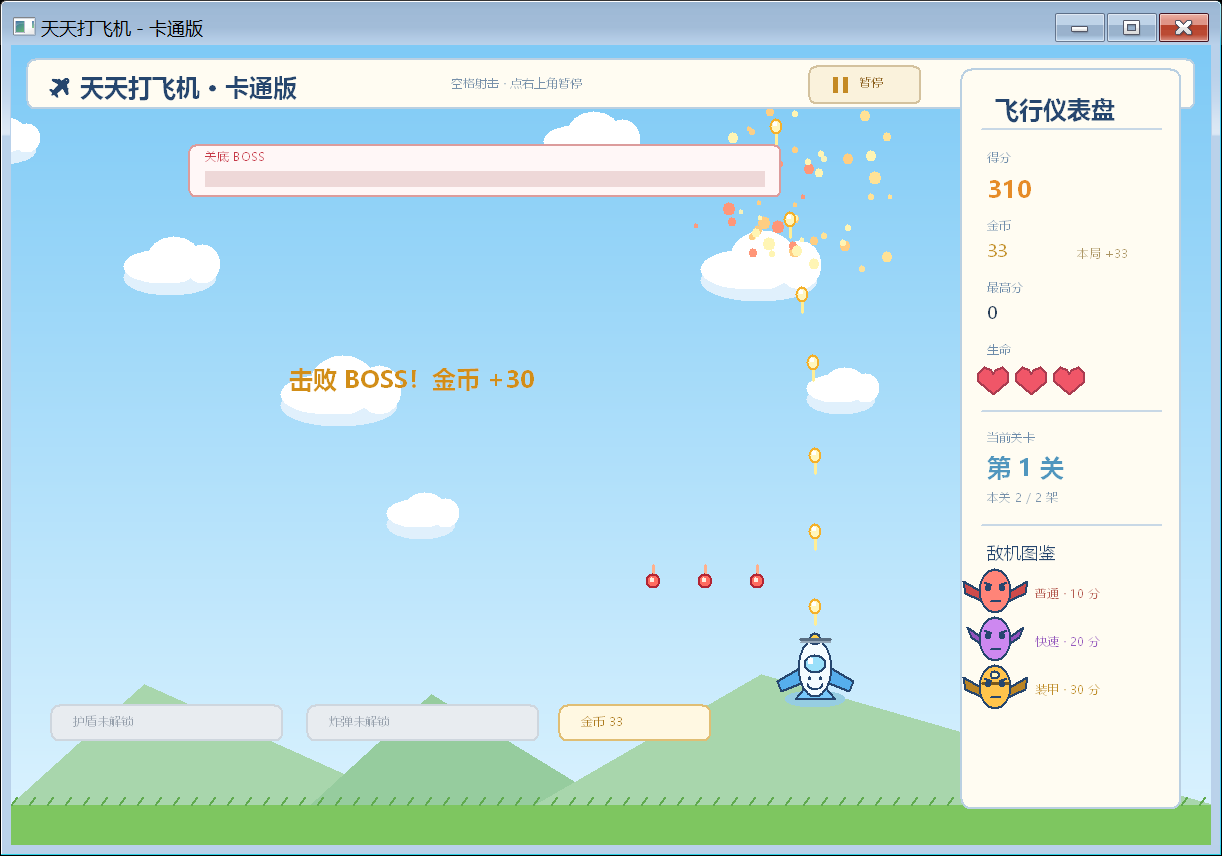 天天打飞机 - 卡通版
天天打飞机 · 卡通版
空格射击 · 点右上角暂停
暂停
关底 BOSS
击败 BOSS! 金币 +30
护盾未解锁
炸弹未解锁
金币 33
飞行仪表盘
得分
310
金币
33 本局 +33
最高分
0
生命
当前关卡
第 1 关
本关 2 / 2 架
敌机图鉴
普通 · 10 分
快速 · 20 分
装甲 · 30 分